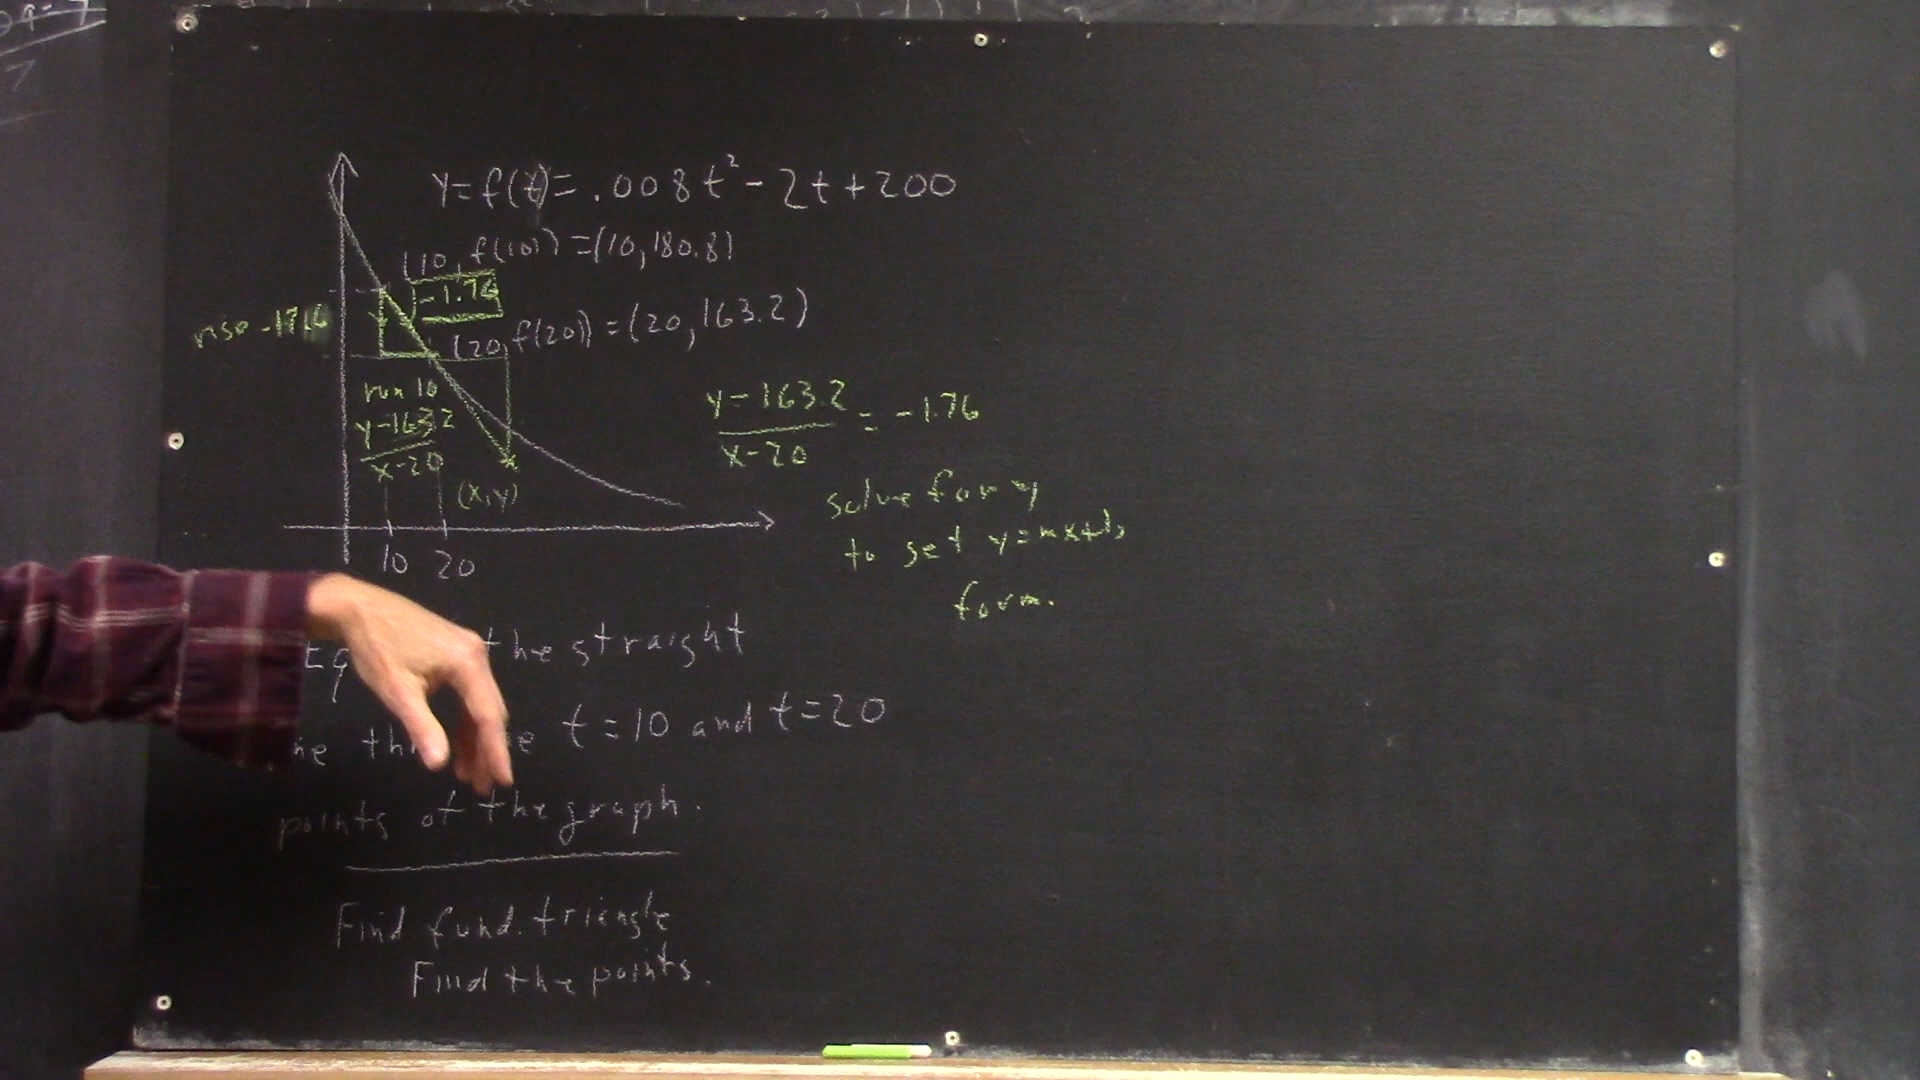 y=f(t)=.008t²-2t+200
(10, f(10)) =(10,180.8)
-1.76
rise -17.6
(20, f(20)) =(20,163.2)
run 10
y-163.2
x-20
(x,y)
10 20
y-163.2
x-20
= -1.76
solve for y
to get y=mx+b
form.
the straight
t=10 and t=20
points of the graph.
Find fund. triangle
Find the points.